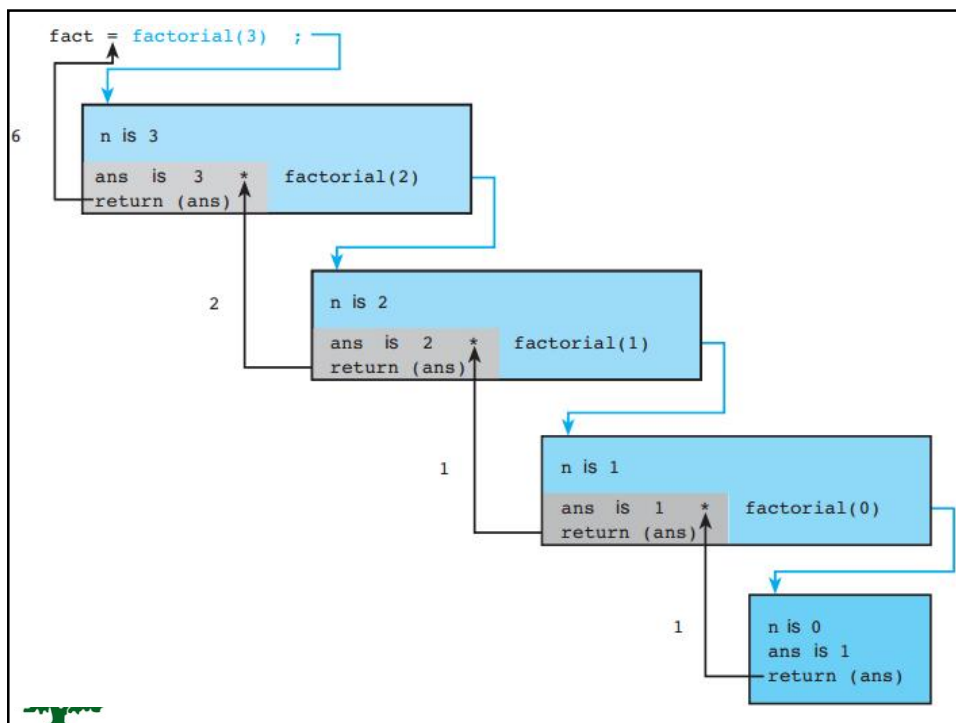 fact = factorial(3) ;
6
n is 3
ans is 3 * factorial(2)
return (ans)
2
n is 2
ans is 2 * factorial(1)
return (ans)
1
n is 1
ans is 1 * factorial(0)
return (ans)
1
n is 0
ans is 1
return (ans)